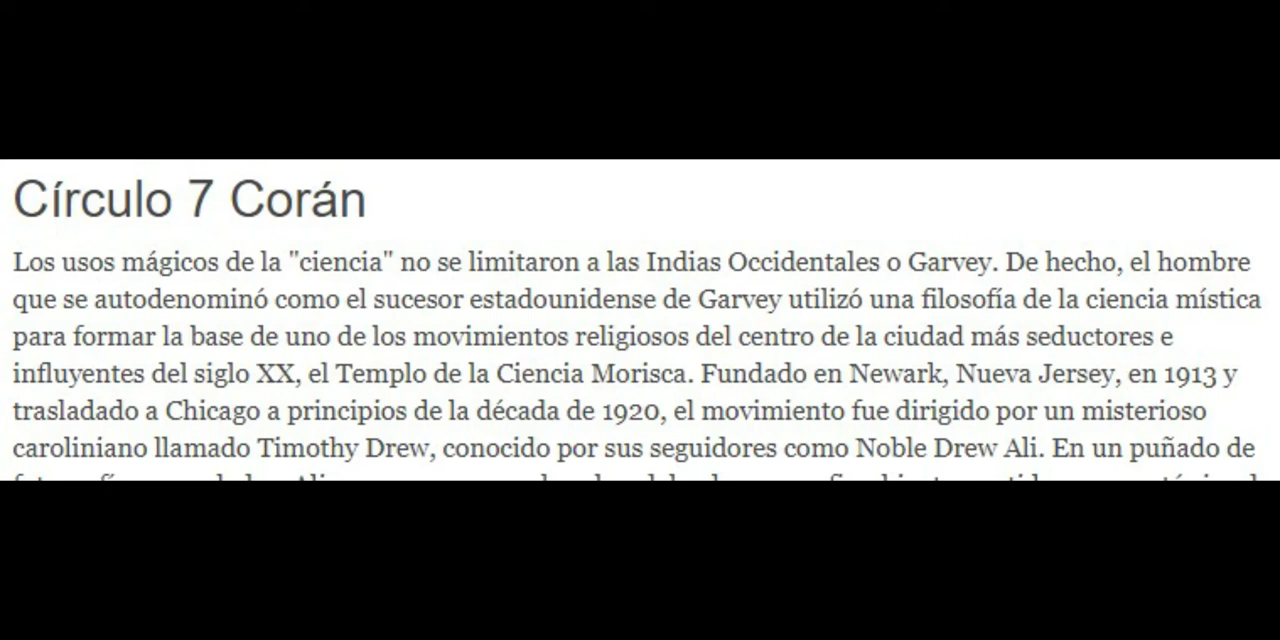 Círculo 7 Corán
Los usos mágicos de la "ciencia" no se limitaron a las Indias Occidentales o Garvey. De hecho, el hombre
que se autodenominó como el sucesor estadounidense de Garvey utilizó una filosofía de la ciencia mística
para formar la base de uno de los movimientos religiosos del centro de la ciudad más seductores e
influyentes del siglo XX, el Templo de la Ciencia Morisca. Fundado en Newark, Nueva Jersey, en 1913 y
trasladado a Chicago a principios de la década de 1920, el movimiento fue dirigido por un misterioso
caroliniano llamado Timothy Drew, conocido por sus seguidores como Noble Drew Ali. En un puñado de